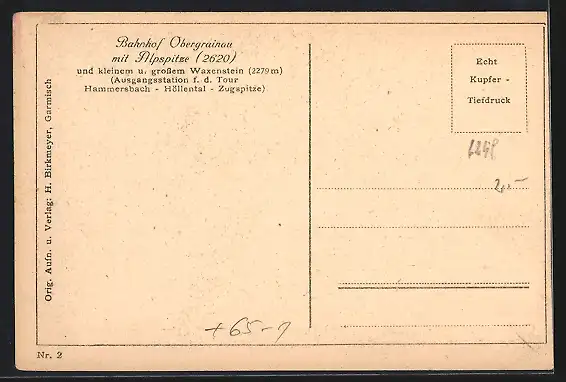 Bahnhof Obergrainau
mit Alpspitze (2620)
und kleinem u. großem Waxenstein (2279 m)
(Ausgangsstation f. d. Tour
Hammersbach - Höllental - Zugspitze)
Echt
Kupfer -
Tiefdruck
Orig. Aufn. u. Verlag: H. Birkmeyer, Garmisch
+65-
Nr. 2